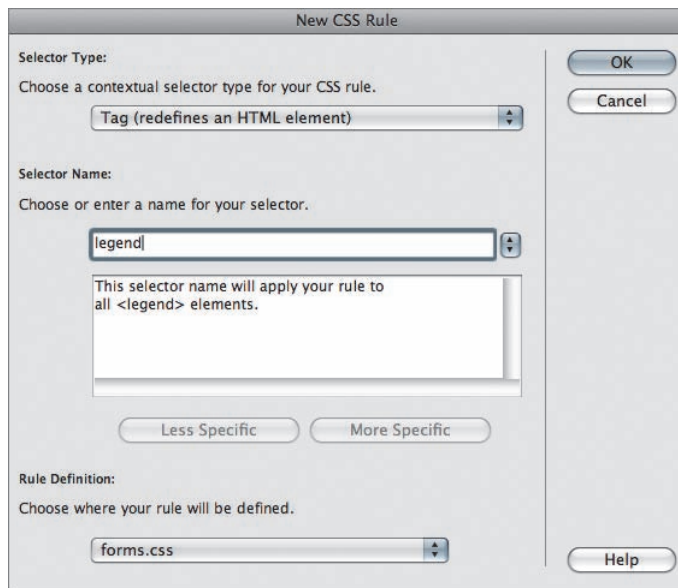 New CSS Rule
Selector Type:
Choose a contextual selector type for your CSS rule.
Tag (redefines an HTML element)
OK
Cancel
Selector Name:
Choose or enter a name for your selector.
legend
This selector name will apply your rule to
all <legend> elements.
Less Specific
More Specific
Rule Definition:
Choose where your rule will be defined.
forms.css
Help